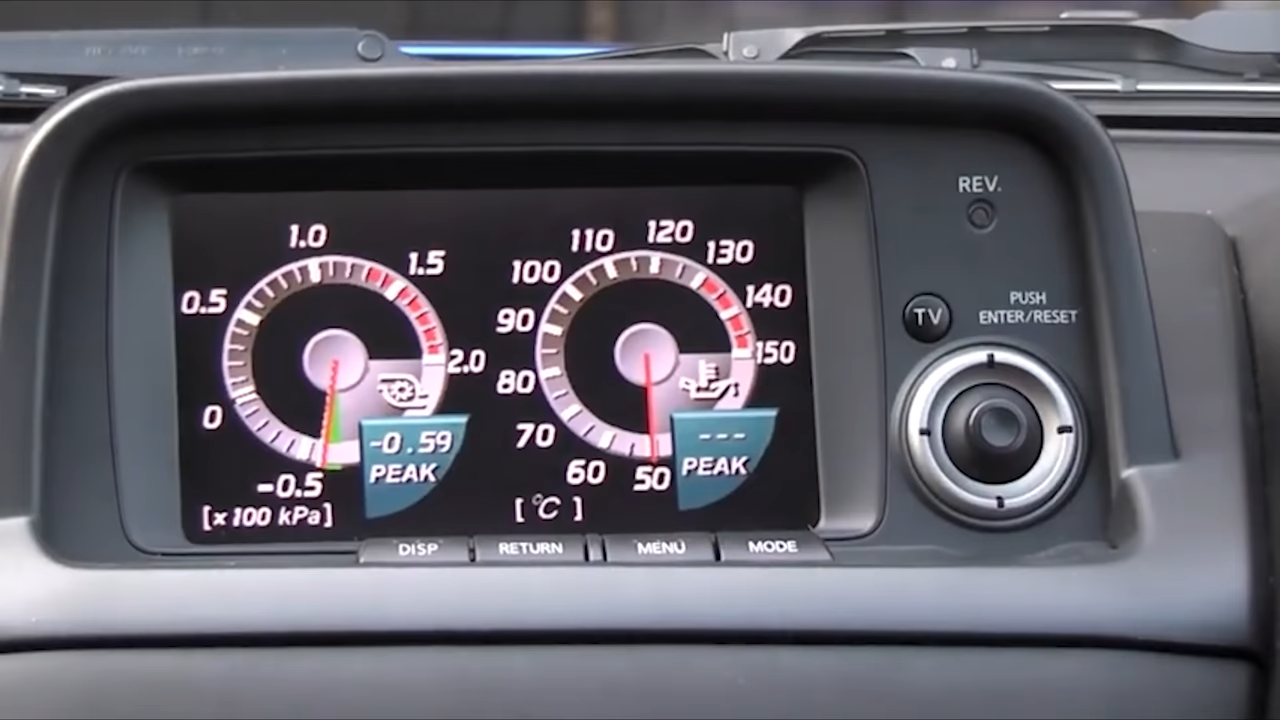 1.0
1.5
0.5
2.0
0
-0.5
-0.59
PEAK
[x100 kPa]
110
120
100
130
90
140
80
150
70
60
50
---
PEAK
[°C]
REV.
TV
PUSH
ENTER/RESET
DISP
RETURN
MENU
MODE